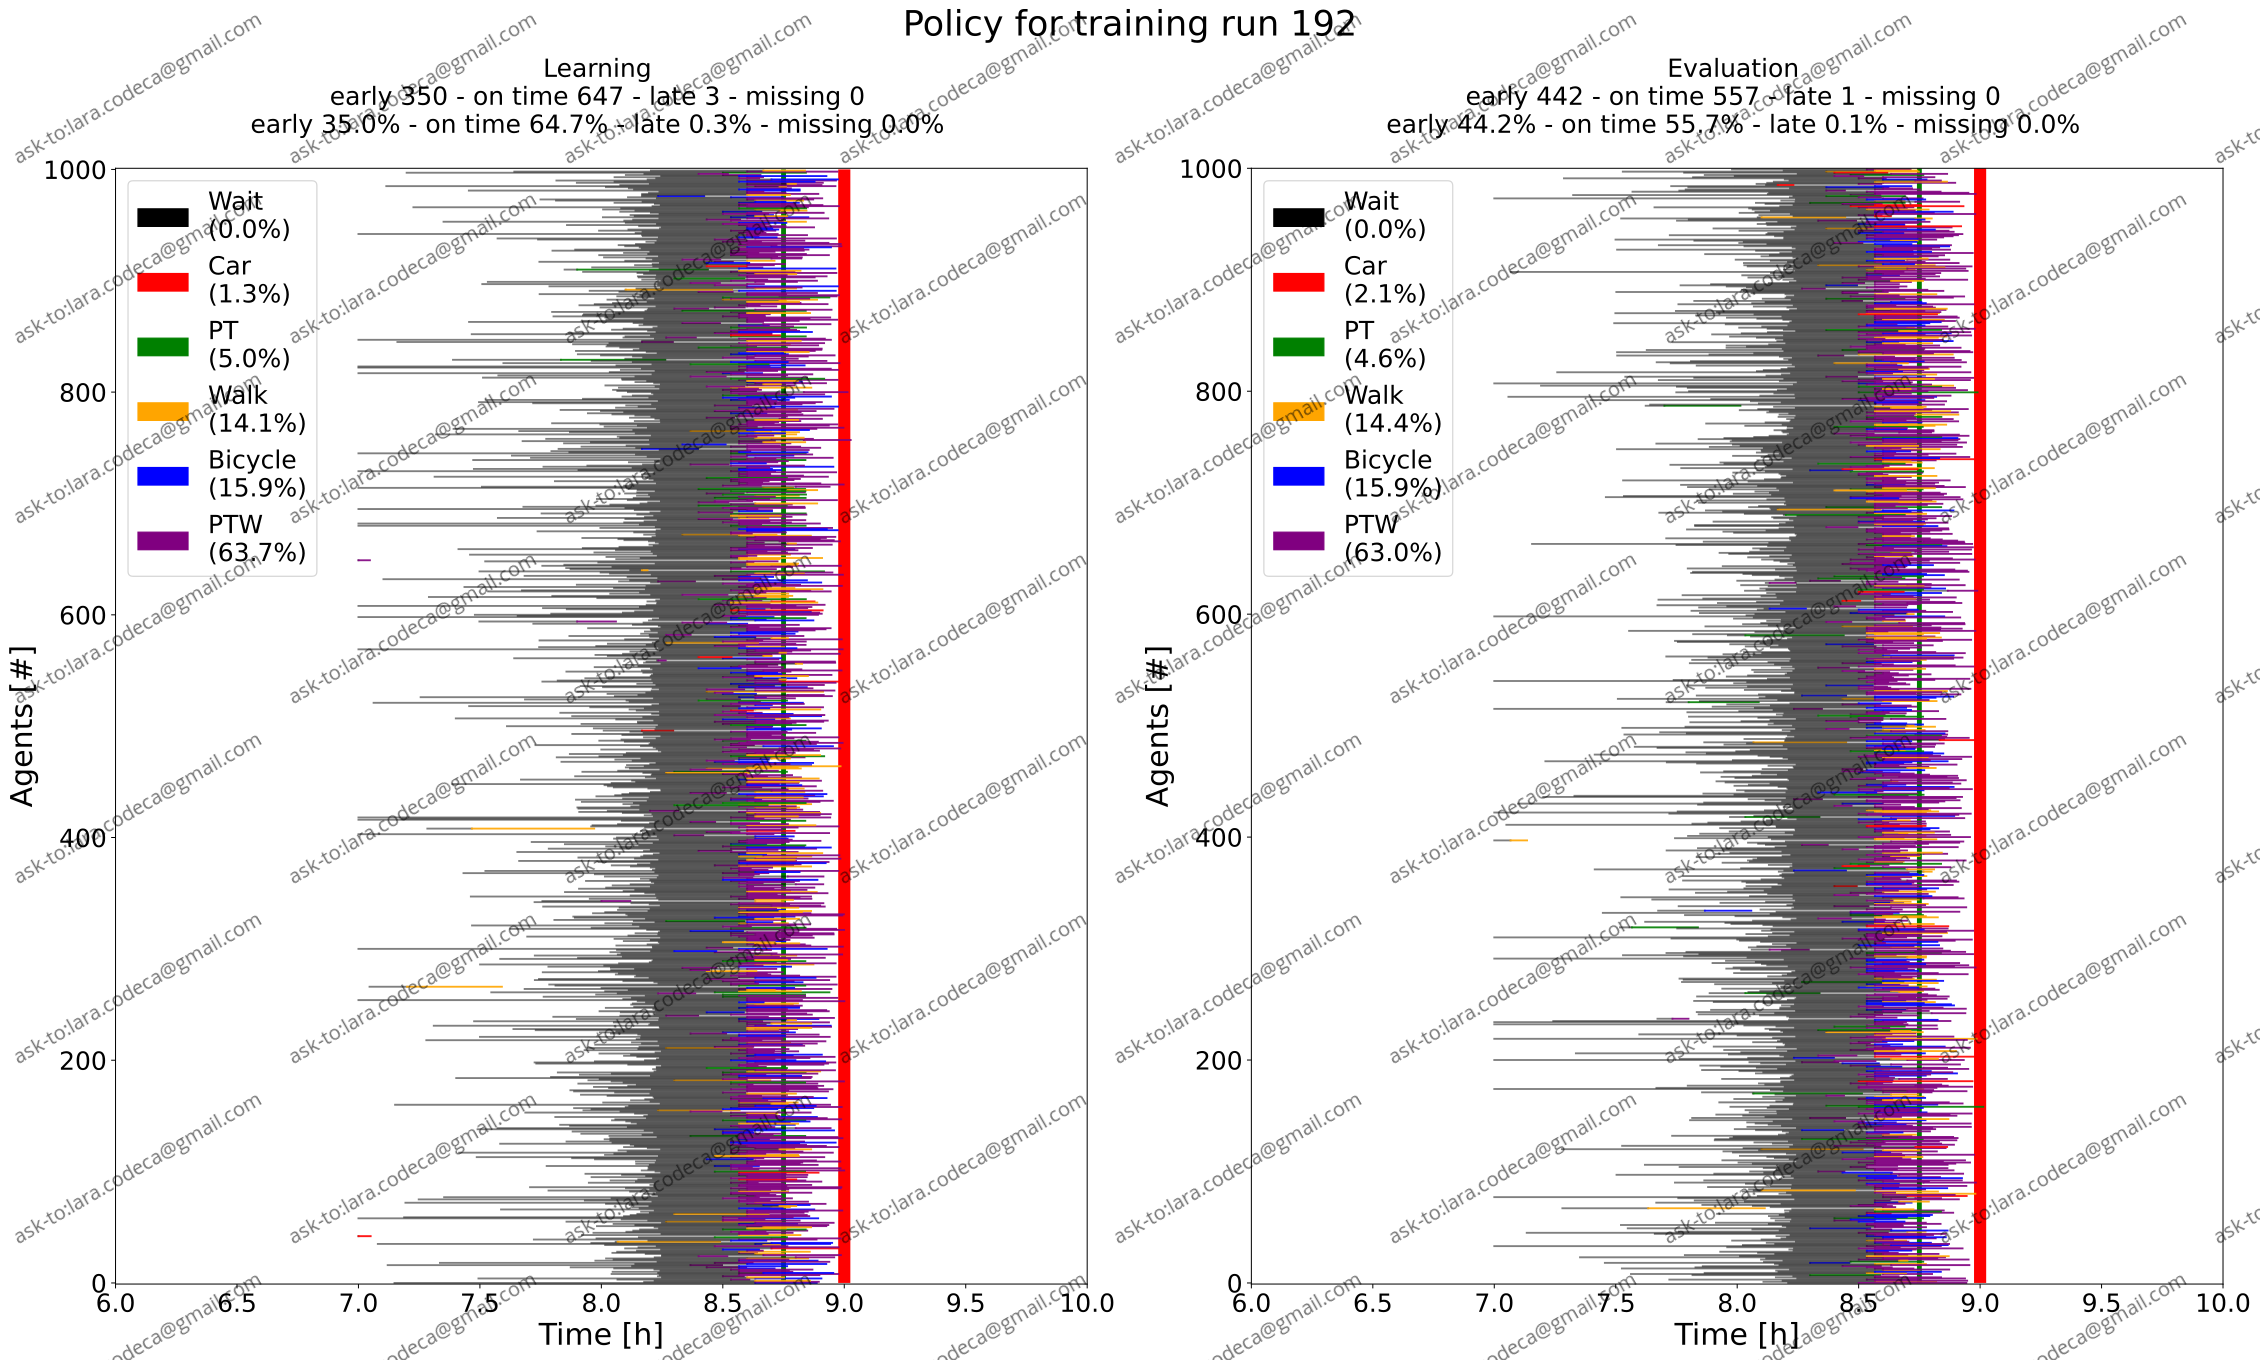 Policy for training run 192
Learning
early 350 - on time 647 - late 3 - missing 0
early 35.0% - on time 64.7% - late 0.3% - missing 0.0%
Evaluation
early 442 - on time 557 - late 1 - missing 0
early 44.2% - on time 55.7% - late 0.1% - missing 0.0%
Agents [#]
1000
800
600
400
200
0
Wait
(0.0%)
Car
(1.3%)
PT
(5.0%)
Walk
(14.1%)
Bicycle
(15.9%)
PTW
(63.7%)
6.0 6.5 7.0 7.5 8.0 8.5 9.0 9.5 10.0
Time [h]
Agents [#]
1000
800
600
400
200
0
Wait
(0.0%)
Car
(2.1%)
PT
(4.6%)
Walk
(14.4%)
Bicycle
(15.9%)
PTW
(63.0%)
6.0 6.5 7.0 7.5 8.0 8.5 9.0 9.5 10.0
Time [h]
ask-to:lara.codeca@gmail.com